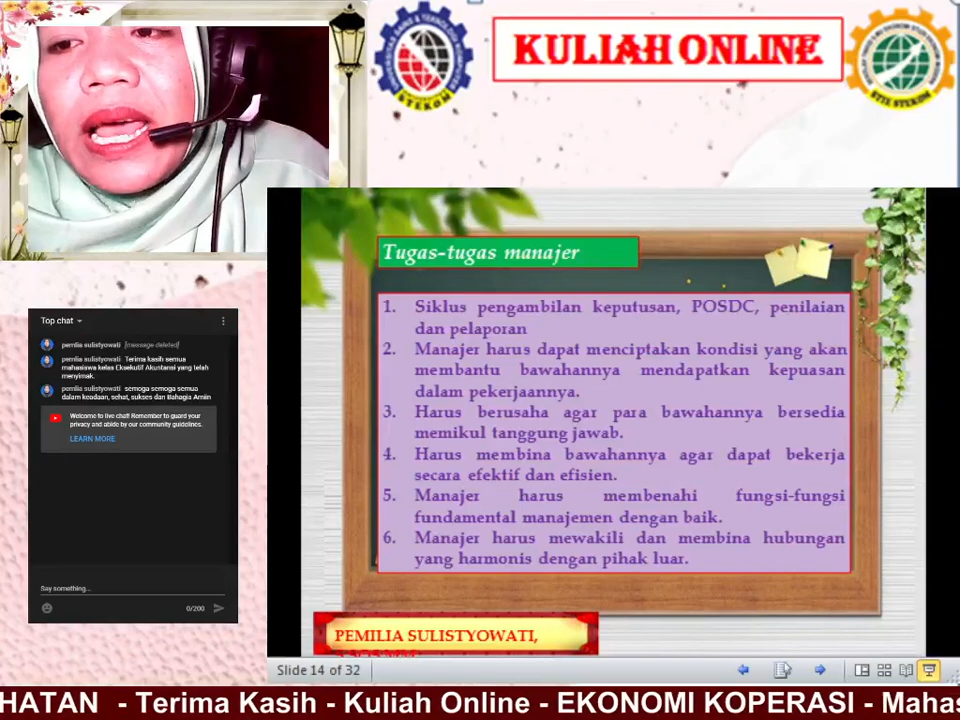 KULIAH ONLINE
STEKOM
STIE STEKOM
Tugas-tugas manajer
1. Siklus pengambilan keputusan, POSDC, penilaian
dan pelaporan
2. Manajer harus dapat menciptakan kondisi yang akan
membantu bawahannya mendapatkan kepuasan
dalam pekerjaannya.
3. Harus berusaha agar para bawahannya bersedia
memikul tanggung jawab.
4. Harus membina bawahannya agar dapat bekerja
secara efektif dan efisien.
5. Manajer harus membenahi fungsi-fungsi
fundamental manajemen dengan baik.
6. Manajer harus mewakili dan membina hubungan
yang harmonis dengan pihak luar.
PEMILIA SULISTYOWATI,
Slide 14 of 32
Top chat
pemilia sulistyowati [message deleted]
pemilia sulistyowati Terima kasih semua
mahasiswa kelas Eksekutif Akuntansi yang telah
menyimak.
pemilia sulistyowati semoga semoga semua
dalam keadaan, sehat, sukses dan Bahagia Amiin
Welcome to live chat! Remember to guard your
privacy and abide by our community guidelines.
LEARN MORE
Say something...
0/200
HATAN - Terima Kasih - Kuliah Online - EKONOMI KOPERASI - Mahas